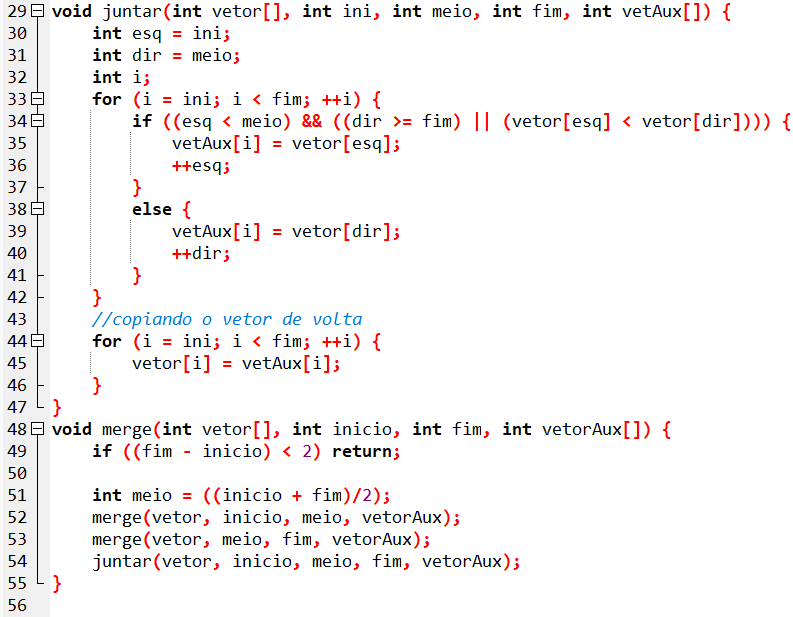 29 void juntar(int vetor[], int ini, int meio, int fim, int vetAux[]) {
30     int esq = ini;
31     int dir = meio;
32     int i;
33     for (i = ini; i < fim; ++i) {
34         if ((esq < meio) && ((dir >= fim) || (vetor[esq] < vetor[dir]))) {
35             vetAux[i] = vetor[esq];
36             ++esq;
37         }
38         else {
39             vetAux[i] = vetor[dir];
40             ++dir;
41         }
42     }
43     //copiando o vetor de volta
44     for (i = ini; i < fim; ++i) {
45         vetor[i] = vetAux[i];
46     }
47 }
48 void merge(int vetor[], int inicio, int fim, int vetorAux[]) {
49     if ((fim - inicio) < 2) return;
50
51     int meio = ((inicio + fim)/2);
52     merge(vetor, inicio, meio, vetorAux);
53     merge(vetor, meio, fim, vetorAux);
54     juntar(vetor, inicio, meio, fim, vetorAux);
55 }
56